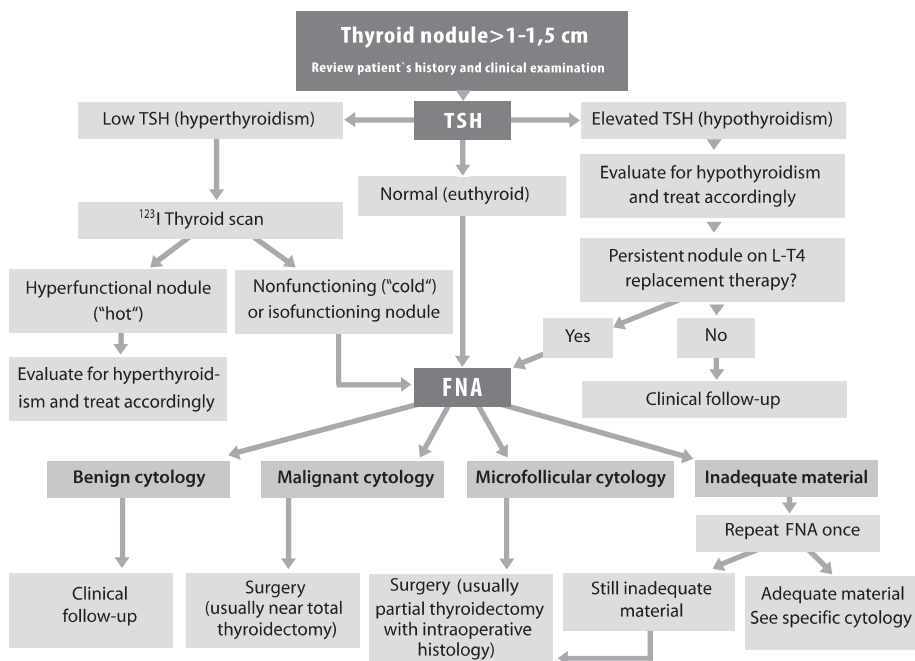 Thyroid nodule>1-1,5 cm
Review patient`s history and clinical examination
Low TSH (hyperthyroidism)
TSH
Elevated TSH (hypothyroidism)
Normal (euthyroid)
Evaluate for hypothyroidism
and treat accordingly
¹²³I Thyroid scan
Persistent nodule on L-T4
replacement therapy?
Hyperfunctional nodule
("hot")
Nonfunctioning ("cold")
or isofunctioning nodule
Yes
No
Evaluate for hyperthyroid-
ism and treat accordingly
FNA
Clinical follow-up
Benign cytology
Malignant cytology
Microfollicular cytology
Inadequate material
Repeat FNA once
Clinical
follow-up
Surgery
(usually near total
thyroidectomy)
Surgery (usually
partial thyroidectomy
with intraoperative
histology)
Still inadequate
material
Adequate material
See specific cytology